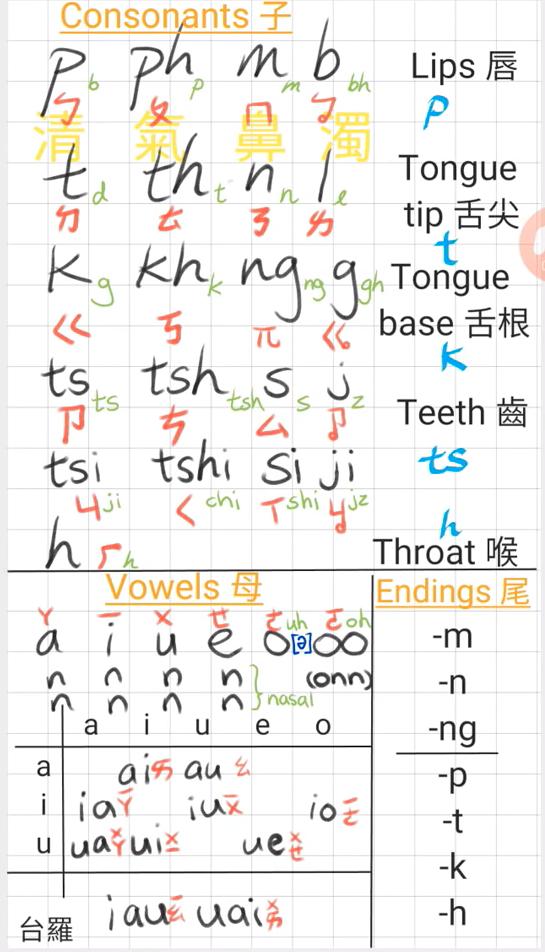 Consonants 子
p b ph p m m b bh Lips 唇
ㄅ ㄆ ㄇ ㆠ p
清 氣 鼻 濁
t d th t n n l l Tongue
tip 舌尖
ㄉ ㄊ ㄋ ㄌ t
k g kh k ng ng g gh Tongue
base 舌根
ㄍ ㄎ ㄫ ㆣ k
ts ts tsh tsh s s j z Teeth 齒
ㄗ ㄘ ㄙ ㆡ ts
tsi tshi si ji
ㄐ ji ㄑ chi ㄒ shi ㆢ jz h
h ㄏ h Throat 喉
Vowels 母 Endings 尾
ㄚ ㄧ ㄨ ㆤ ㄜ uh ㆦ oh
a i u e o [ə] oo -m
n n n n (onn) -n
n n n n } nasal
a i u e o -ng
a ai ㄞ au ㄠ -p
i ia ㄧㄚ iu ㄧㄨ io ㄧㄜ -t
u ua ㄨㄚ ui ㄨㄧ ue ㄨㆤ -k
iau ㄧㄠ uai ㄨㄞ -h
台羅